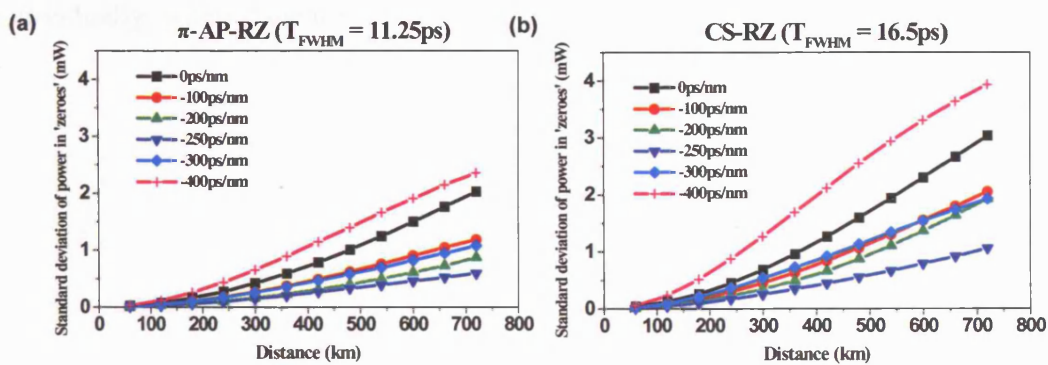 (a)
π-AP-RZ (T_FWHM = 11.25ps)
Standard deviation of power in 'zeroes' (mW)
4
3
2
1
0
0ps/nm
-100ps/nm
-200ps/nm
-250ps/nm
-300ps/nm
-400ps/nm
0 100 200 300 400 500 600 700 800
Distance (km)
(b)
CS-RZ (T_FWHM = 16.5ps)
Standard deviation of power in 'zeroes' (mW)
4
3
2
1
0
0ps/nm
-100ps/nm
-200ps/nm
-250ps/nm
-300ps/nm
-400ps/nm
0 100 200 300 400 500 600 700 800
Distance (km)